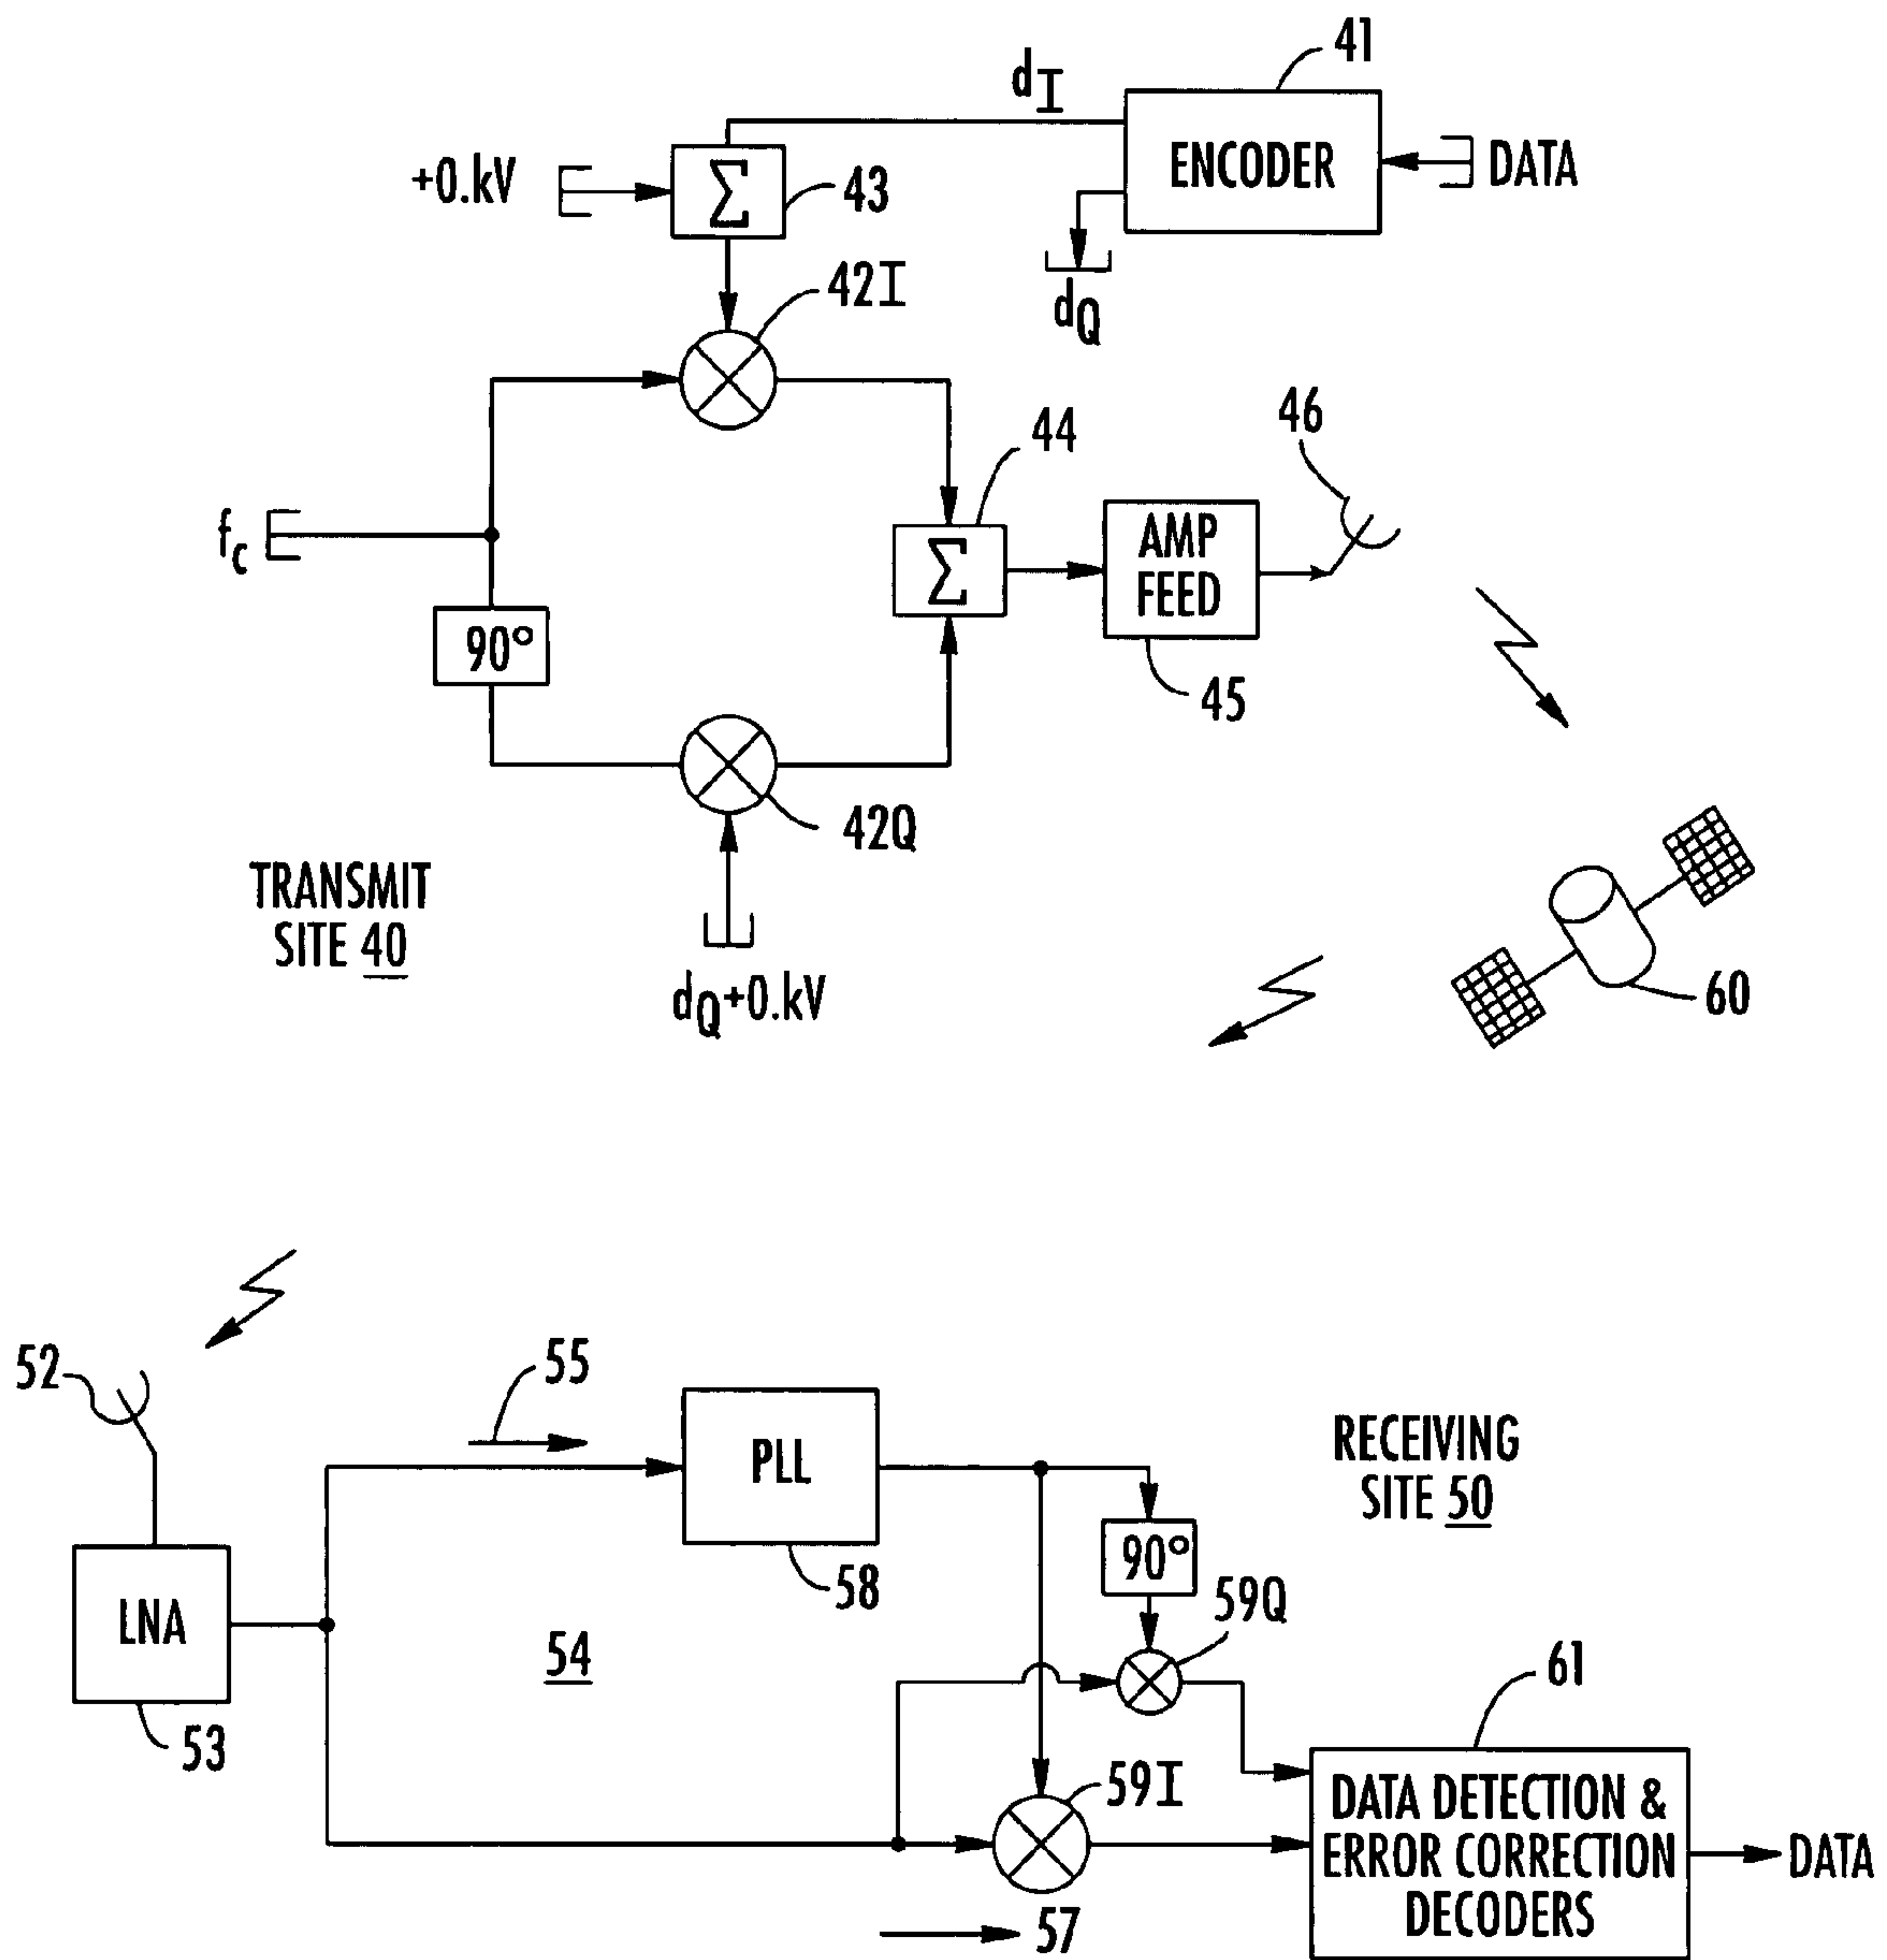 41
d_I
ENCODER
DATA
+0.kV
Σ
43
42I
d_Q
46
44
f_c
Σ
AMP
FEED
90°
45
42Q
TRANSMIT
SITE 40
d_Q+0.kV
60
52
55
PLL
RECEIVING
SITE 50
90°
58
59Q
LNA
54
61
53
59I
DATA DETECTION &
ERROR CORRECTION
DECODERS
DATA
57